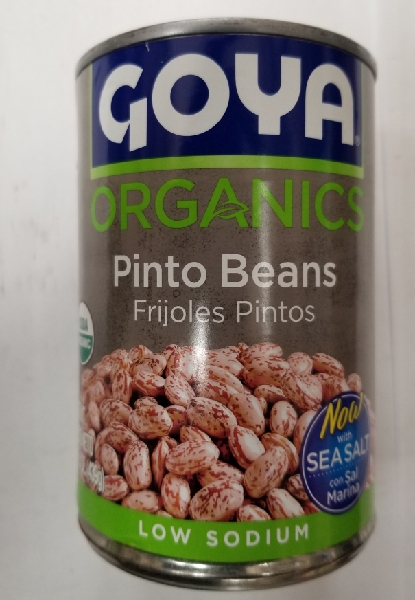 GOYA
ORGANICS
Pinto Beans
Frijoles Pintos
Now
with
SEA SALT
con Sal
Marina
LOW SODIUM